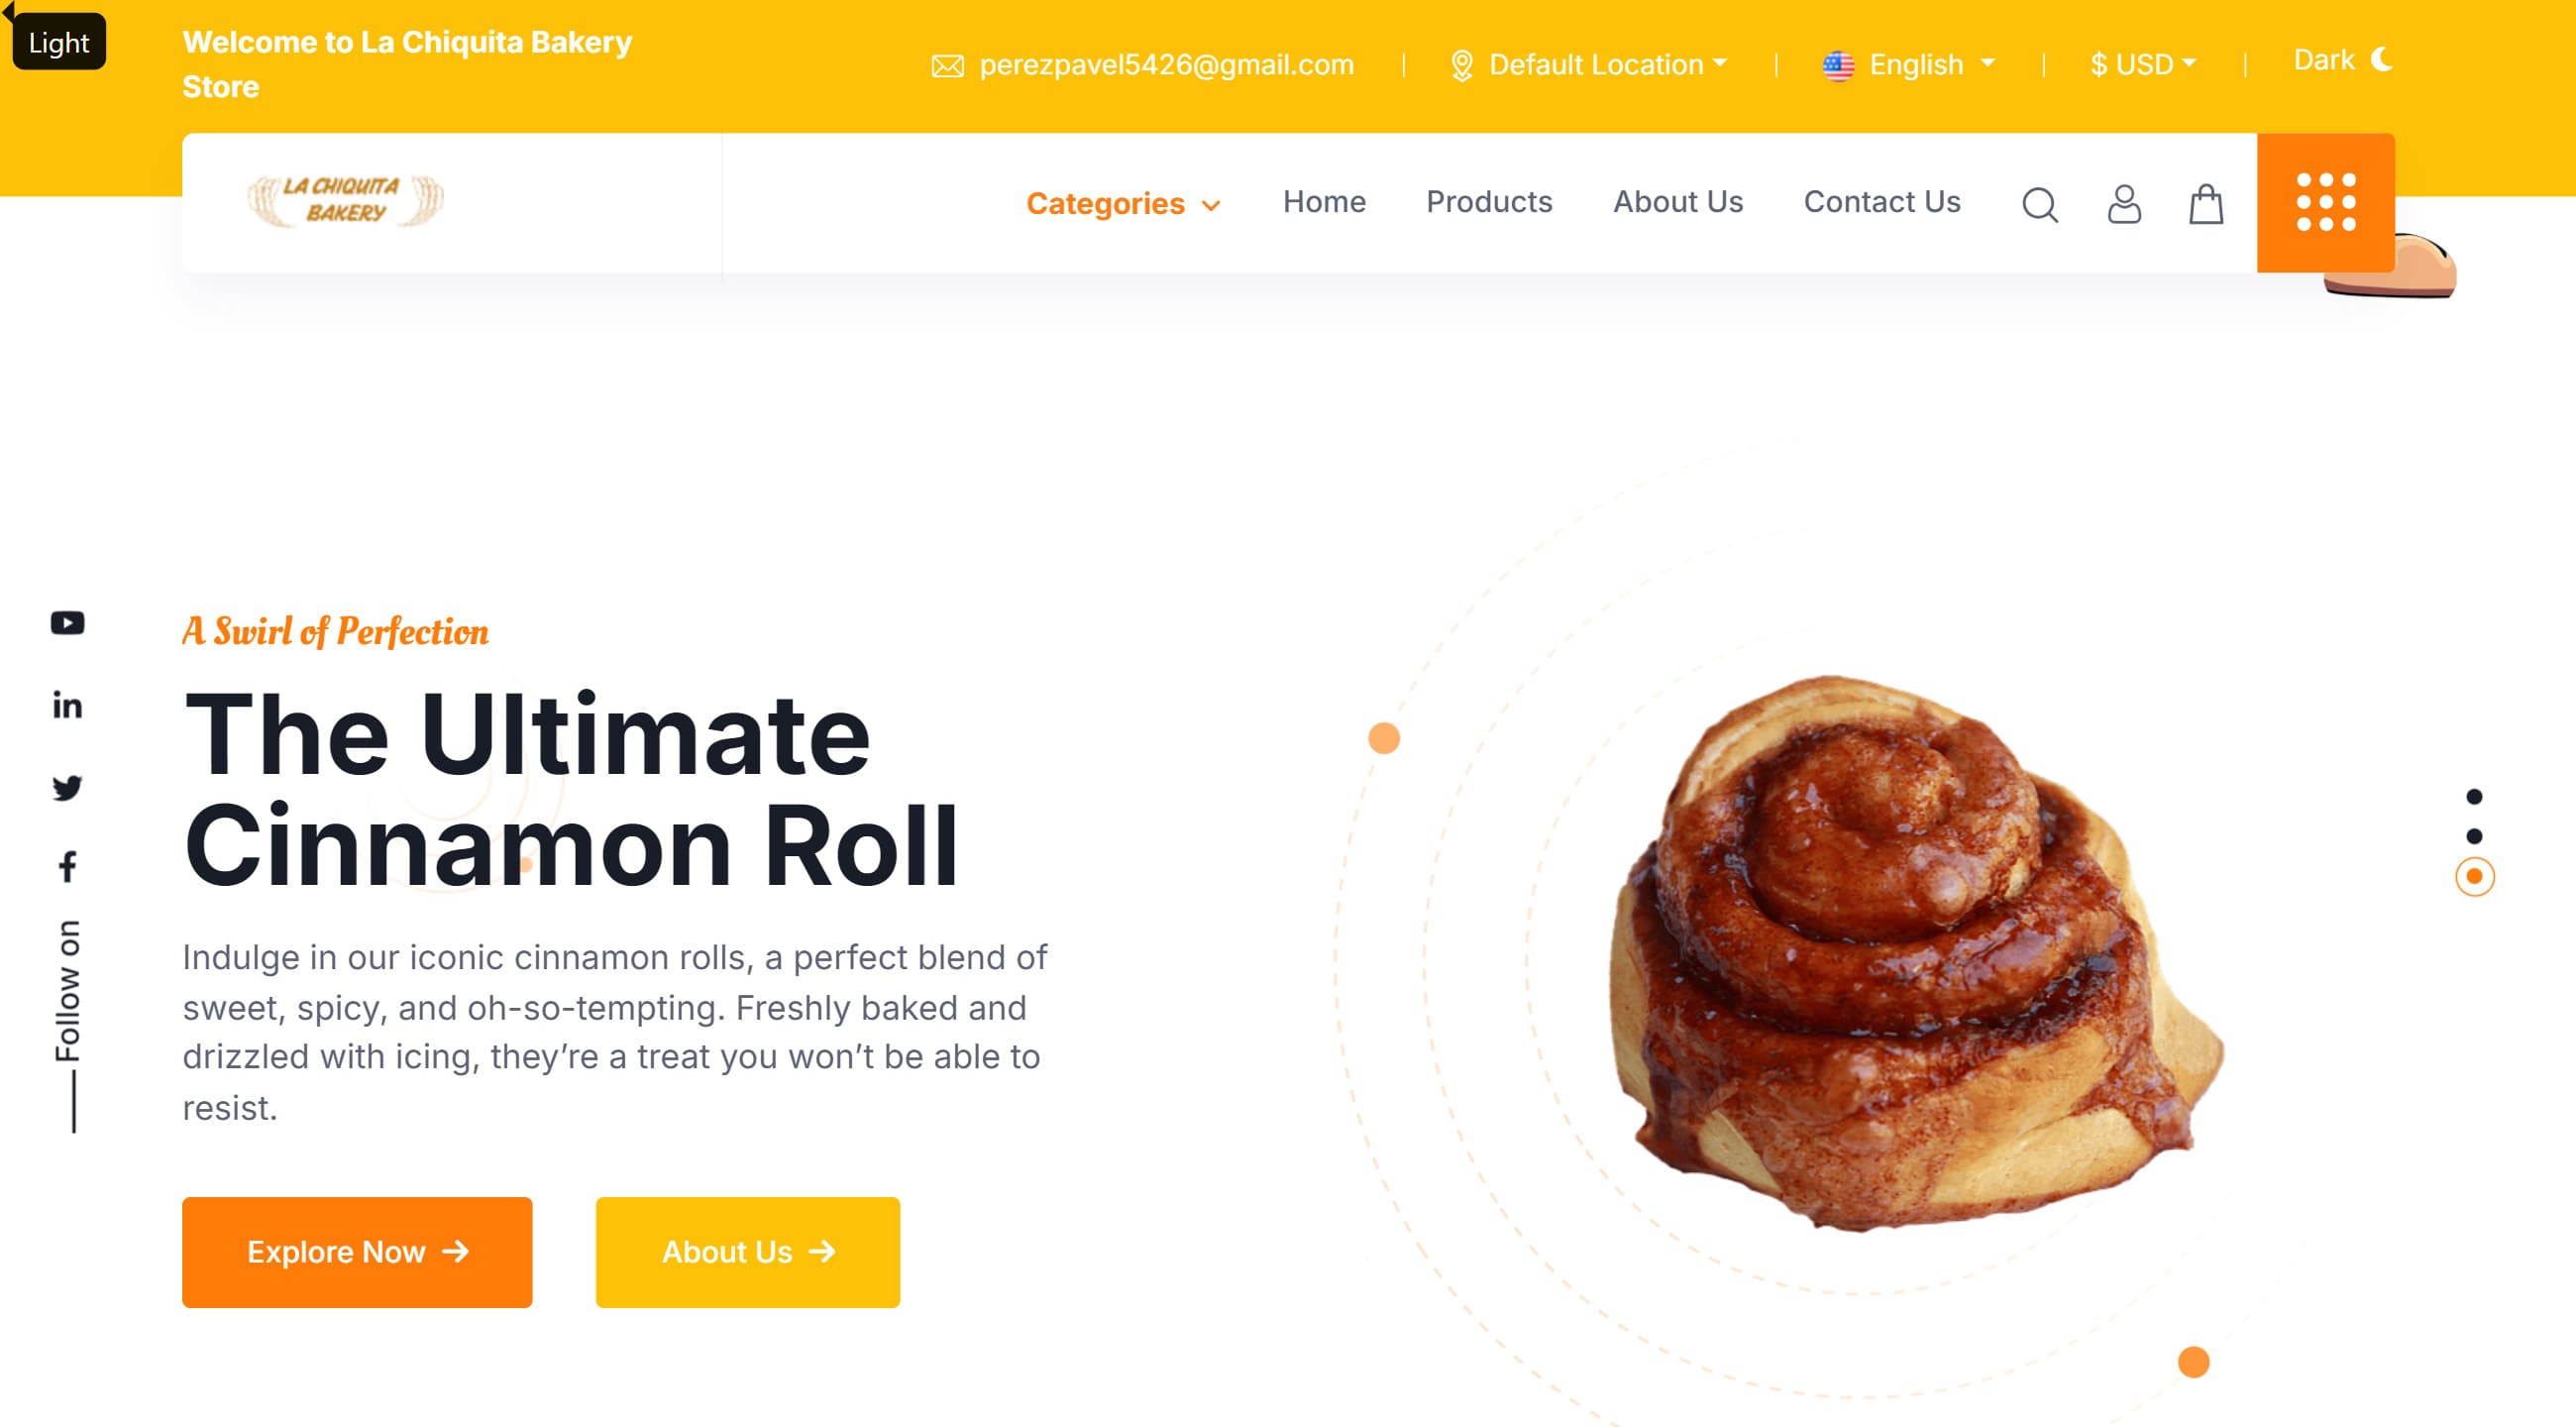 Light
Welcome to La Chiquita Bakery
Store
perezpavel5426@gmail.com
Default Location
English
$ USD
Dark
LA CHIQUITA
BAKERY
Categories
Home
Products
About Us
Contact Us
A Swirl of Perfection
The Ultimate
Cinnamon Roll
Indulge in our iconic cinnamon rolls, a perfect blend of
sweet, spicy, and oh-so-tempting. Freshly baked and
drizzled with icing, they’re a treat you won’t be able to
resist.
Explore Now
About Us
Follow on